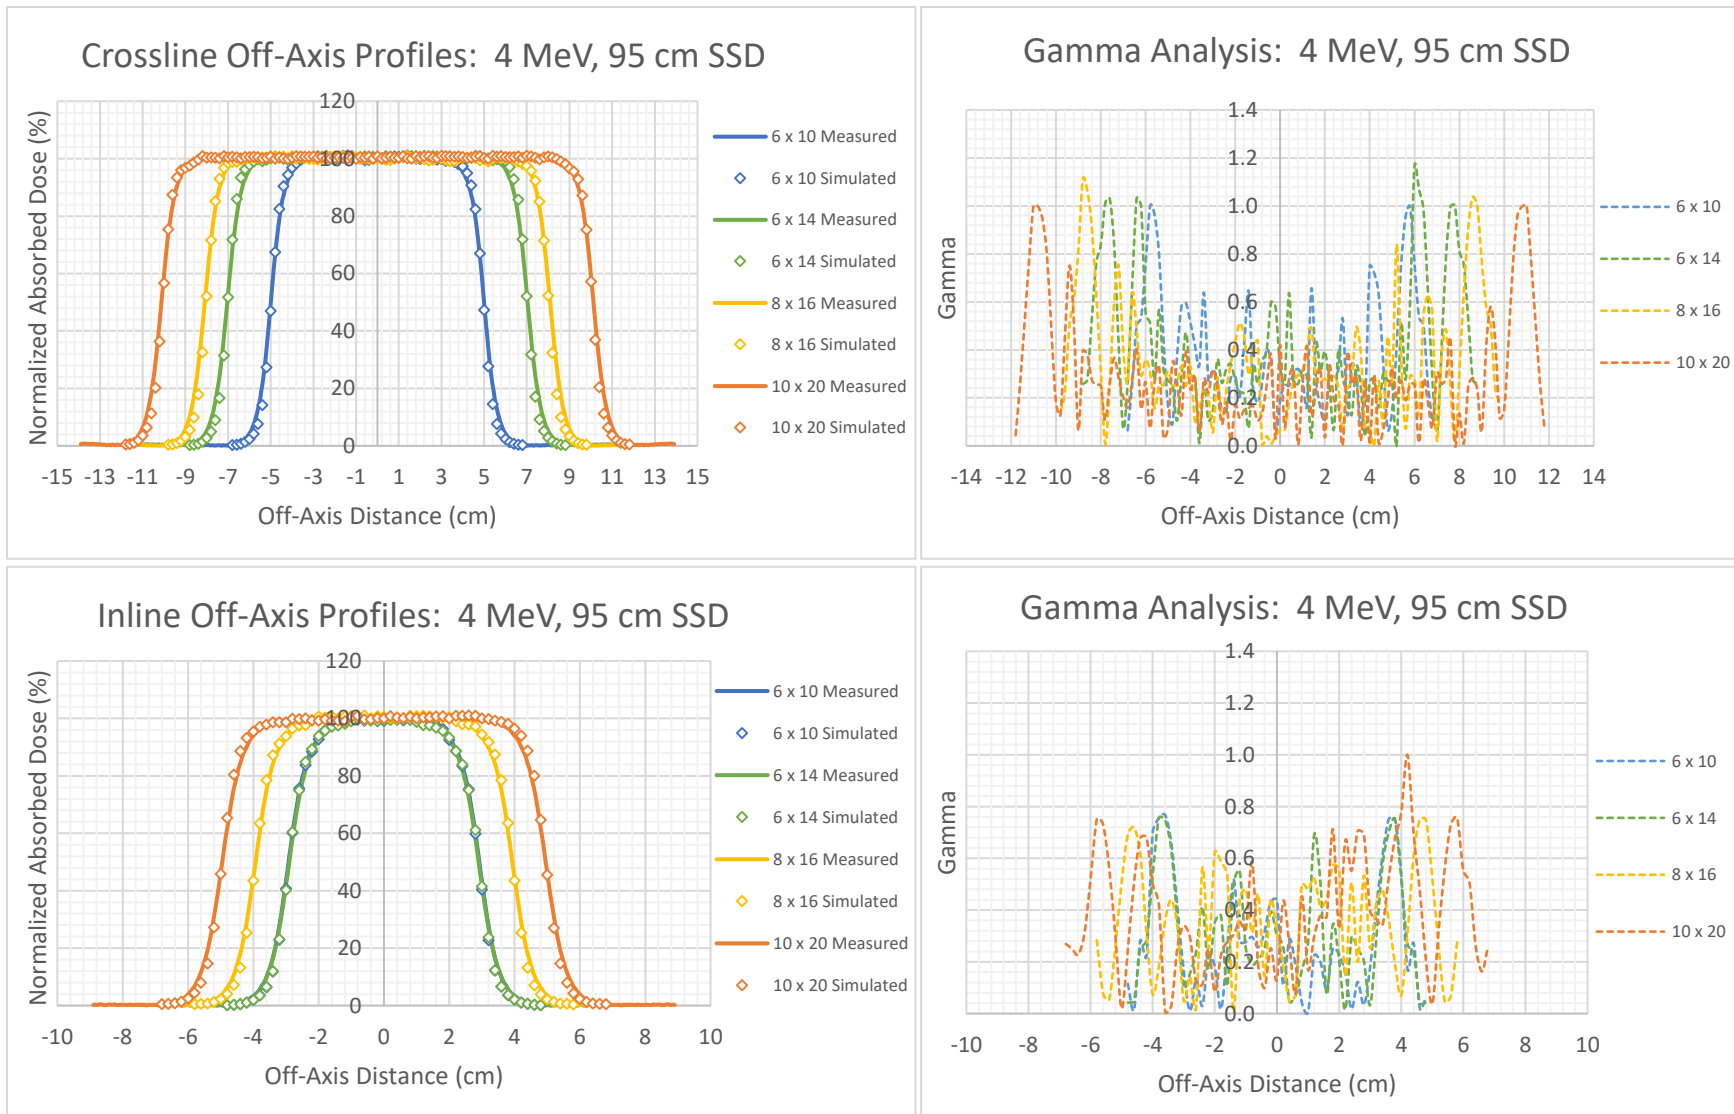 Crossline Off-Axis Profiles:  4 MeV, 95 cm SSD
Normalized Absorbed Dose (%)
120
100
80
60
40
20
0
-15 -13 -11 -9 -7 -5 -3 -1 1 3 5 7 9 11 13 15
Off-Axis Distance (cm)
6 x 10 Measured
6 x 10 Simulated
6 x 14 Measured
6 x 14 Simulated
8 x 16 Measured
8 x 16 Simulated
10 x 20 Measured
10 x 20 Simulated
Gamma Analysis:  4 MeV, 95 cm SSD
Gamma
1.4
1.2
1.0
0.8
0.6
0.4
0.2
0.0
-14 -12 -10 -8 -6 -4 -2 0 2 4 6 8 10 12 14
Off-Axis Distance (cm)
6 x 10
6 x 14
8 x 16
10 x 20
Inline Off-Axis Profiles:  4 MeV, 95 cm SSD
Normalized Absorbed Dose (%)
120
100
80
60
40
20
0
-10 -8 -6 -4 -2 0 2 4 6 8 10
Off-Axis Distance (cm)
6 x 10 Measured
6 x 10 Simulated
6 x 14 Measured
6 x 14 Simulated
8 x 16 Measured
8 x 16 Simulated
10 x 20 Measured
10 x 20 Simulated
Gamma Analysis:  4 MeV, 95 cm SSD
Gamma
1.4
1.2
1.0
0.8
0.6
0.4
0.2
0.0
-10 -8 -6 -4 -2 0 2 4 6 8 10
Off-Axis Distance (cm)
6 x 10
6 x 14
8 x 16
10 x 20